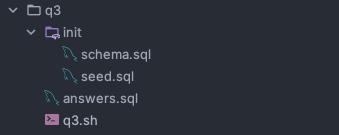 q3
init
schema.sql
seed.sql
answers.sql
q3.sh